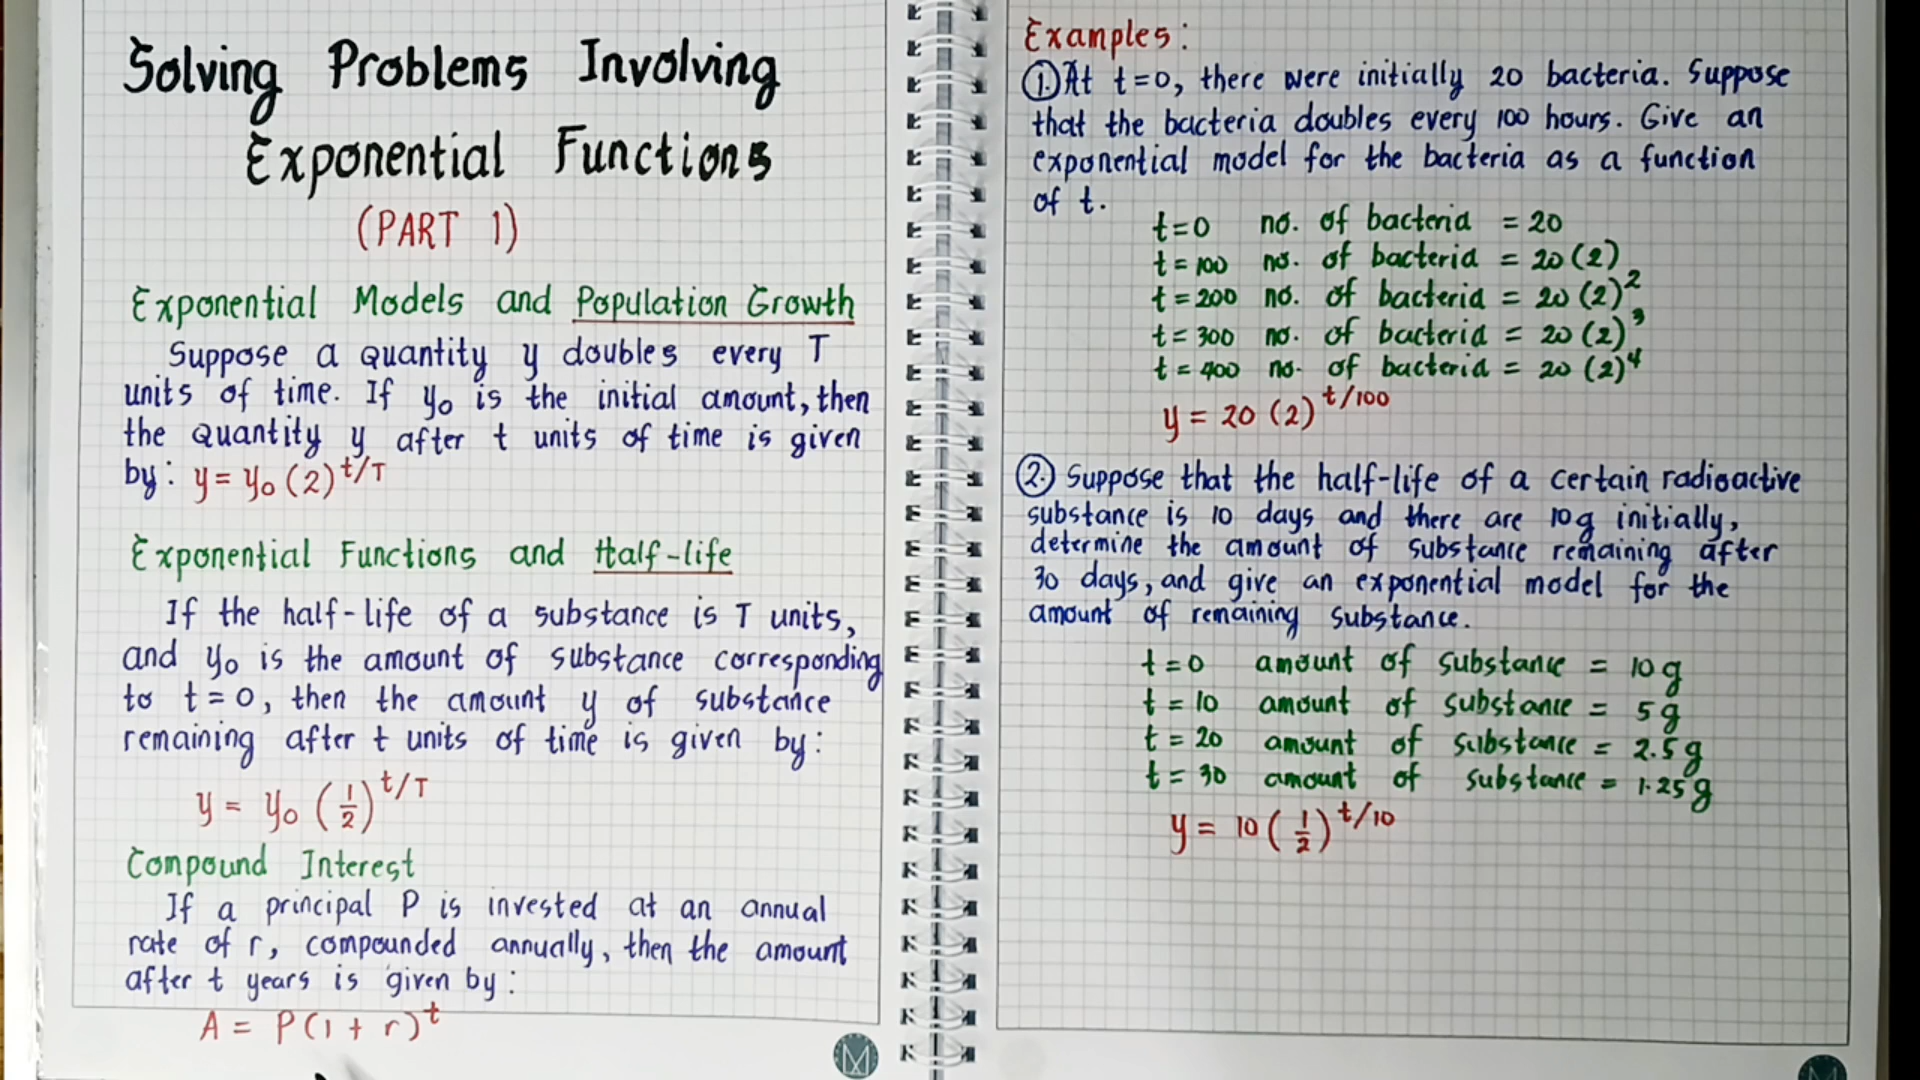 Solving Problems Involving
Exponential Functions
(PART 1)
Exponential Models and Population Growth
Suppose a quantity y doubles every T
units of time. If y₀ is the initial amount, then
the quantity y after t units of time is given
by: y = y₀ (2)^t/T
Exponential Functions and Half-life
If the half-life of a substance is T units,
and y₀ is the amount of substance corresponding
to t = 0, then the amount y of substance
remaining after t units of time is given by:
y = y₀ (1/2)^t/T
Compound Interest
If a principal P is invested at an annual
rate of r, compounded annually, then the amount
after t years is given by:
A = P(1 + r)^t
Examples:
① At t=0, there were initially 20 bacteria. Suppose
that the bacteria doubles every 100 hours. Give an
exponential model for the bacteria as a function
of t.
t=0 no. of bacteria = 20
t = 100 no. of bacteria = 20 (2)
t = 200 no. of bacteria = 20 (2)²
t = 300 no. of bacteria = 20 (2)³
t = 400 no. of bacteria = 20 (2)⁴
y = 20 (2)^t/100
② Suppose that the half-life of a certain radioactive
substance is 10 days and there are 10g initially,
determine the amount of substance remaining after
30 days, and give an exponential model for the
amount of remaining substance.
t = 0 amount of substance = 10 g
t = 10 amount of substance = 5 g
t = 20 amount of substance = 2.5 g
t = 30 amount of substance = 1.25 g
y = 10 (1/2)^t/10